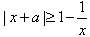 | x + a | ≥ 1 − 1/x